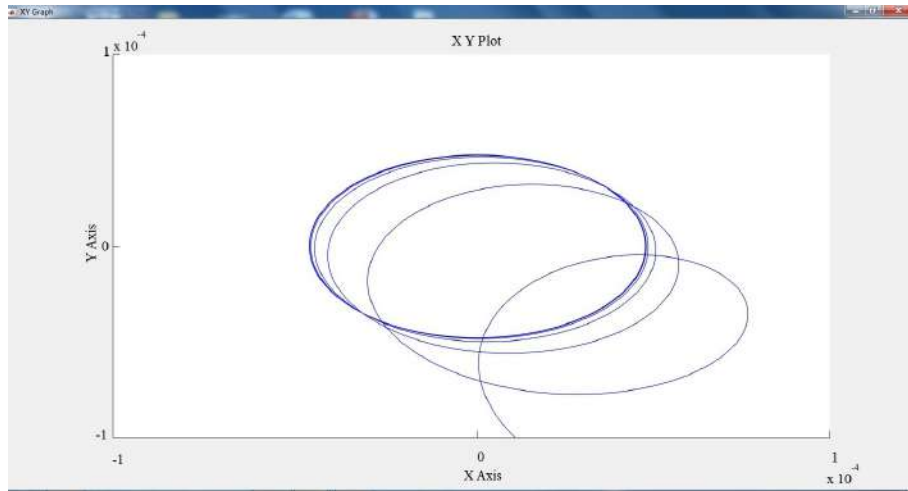 XY Graph
X Y Plot
1 x 10^-4
Y Axis
0
-1
-1 0 1
X Axis
x 10^-4